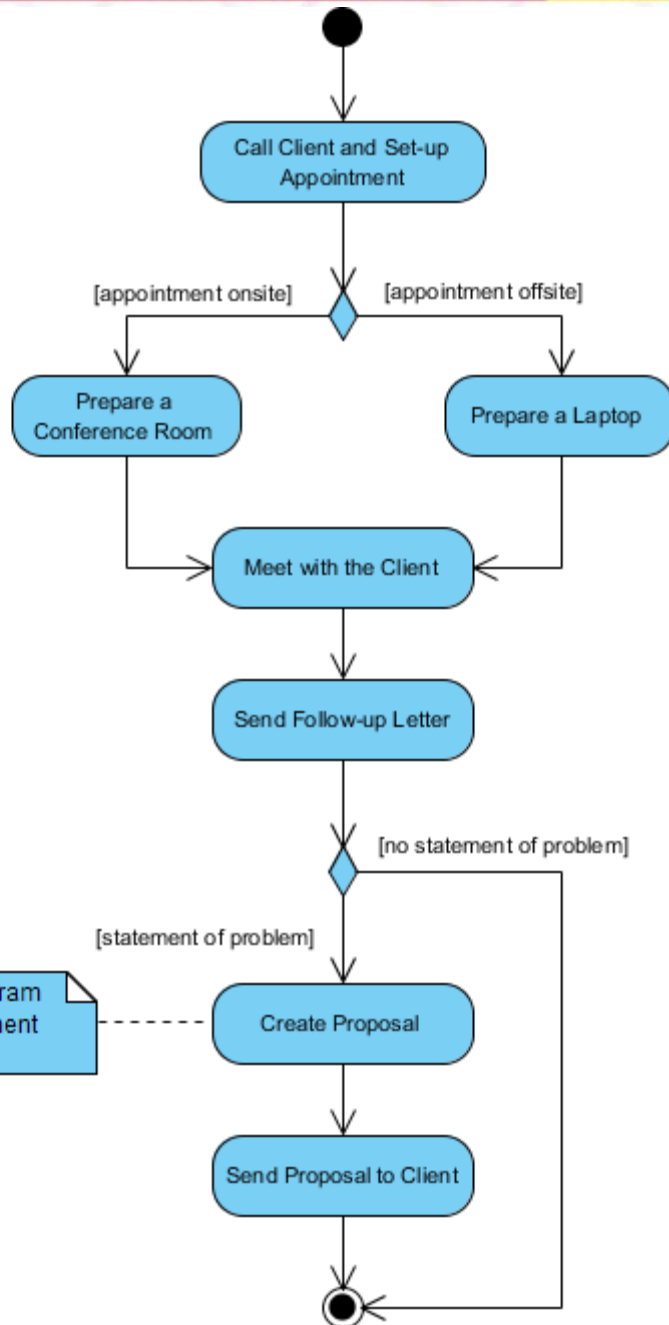 Call Client and Set-up
Appointment
[appointment onsite]
[appointment offsite]
Prepare a
Conference Room
Prepare a Laptop
Meet with the Client
Send Follow-up Letter
[no statement of problem]
[statement of problem]
Create Proposal
Send Proposal to Client